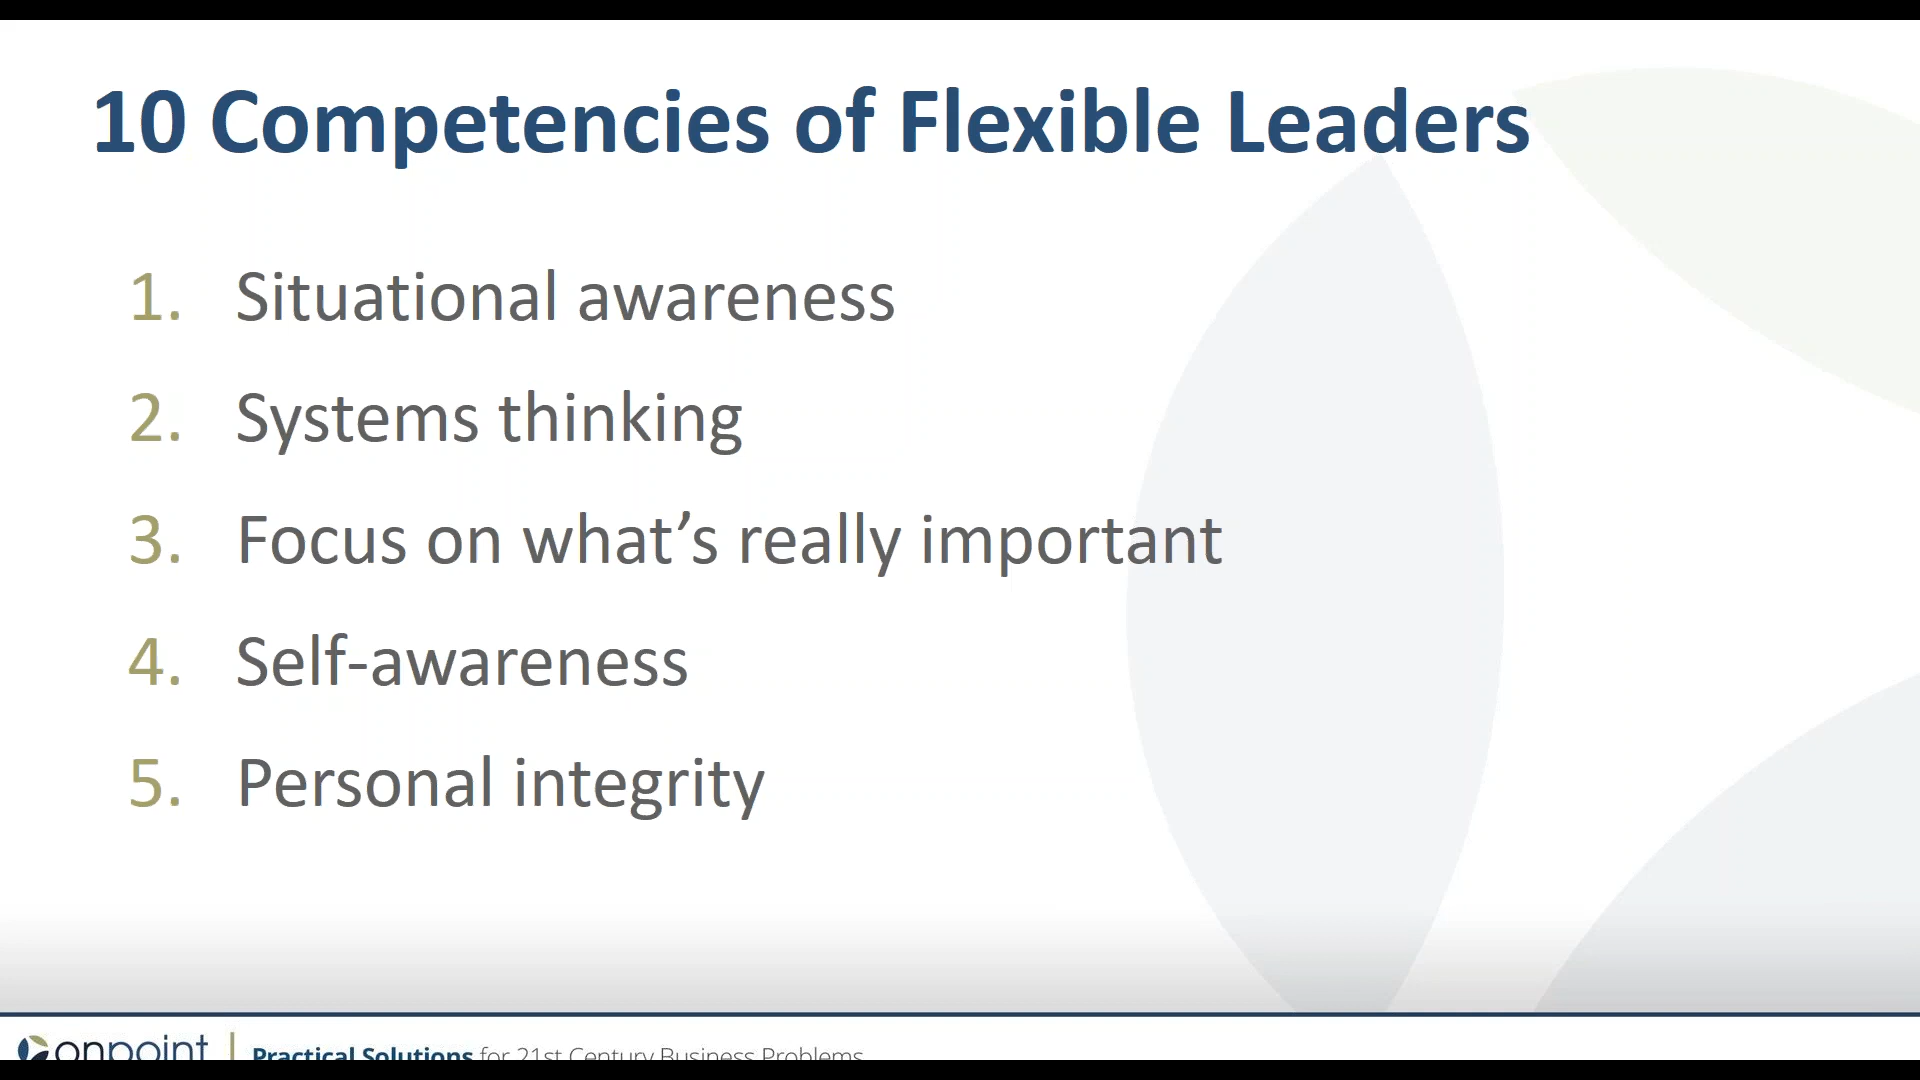 10 Competencies of Flexible Leaders
1. Situational awareness
2. Systems thinking
3. Focus on what’s really important
4. Self-awareness
5. Personal integrity
onpoint | Practical Solutions for 21st Century Business Problems